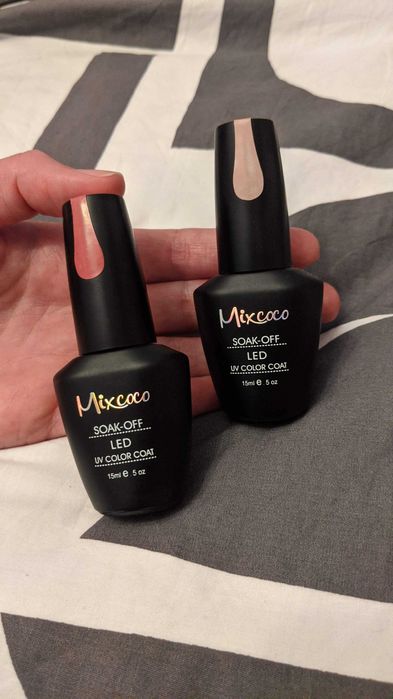 Mixcoco
SOAK-OFF
LED
UV COLOR COAT
15ml e .5 oz
Mixcoco
SOAK-OFF
LED
UV COLOR COAT
15ml e .5 oz